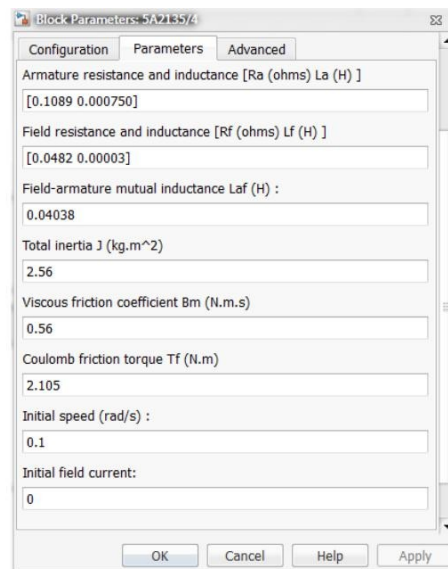 Block Parameters: 5A2135/4
Configuration Parameters Advanced
Armature resistance and inductance [Ra (ohms) La (H) ]
[0.1089 0.000750]
Field resistance and inductance [Rf (ohms) Lf (H) ]
[0.0482 0.00003]
Field-armature mutual inductance Laf (H) :
0.04038
Total inertia J (kg.m^2)
2.56
Viscous friction coefficient Bm (N.m.s)
0.56
Coulomb friction torque Tf (N.m)
2.105
Initial speed (rad/s) :
0.1
Initial field current:
0
OK Cancel Help Apply